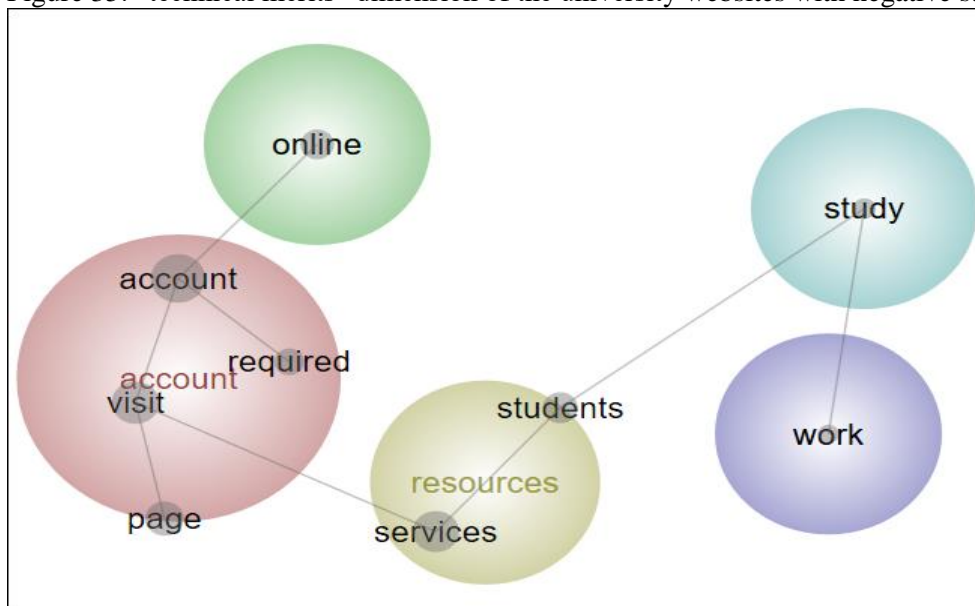 online
study
account
required
account
visit
students
work
resources
page
services